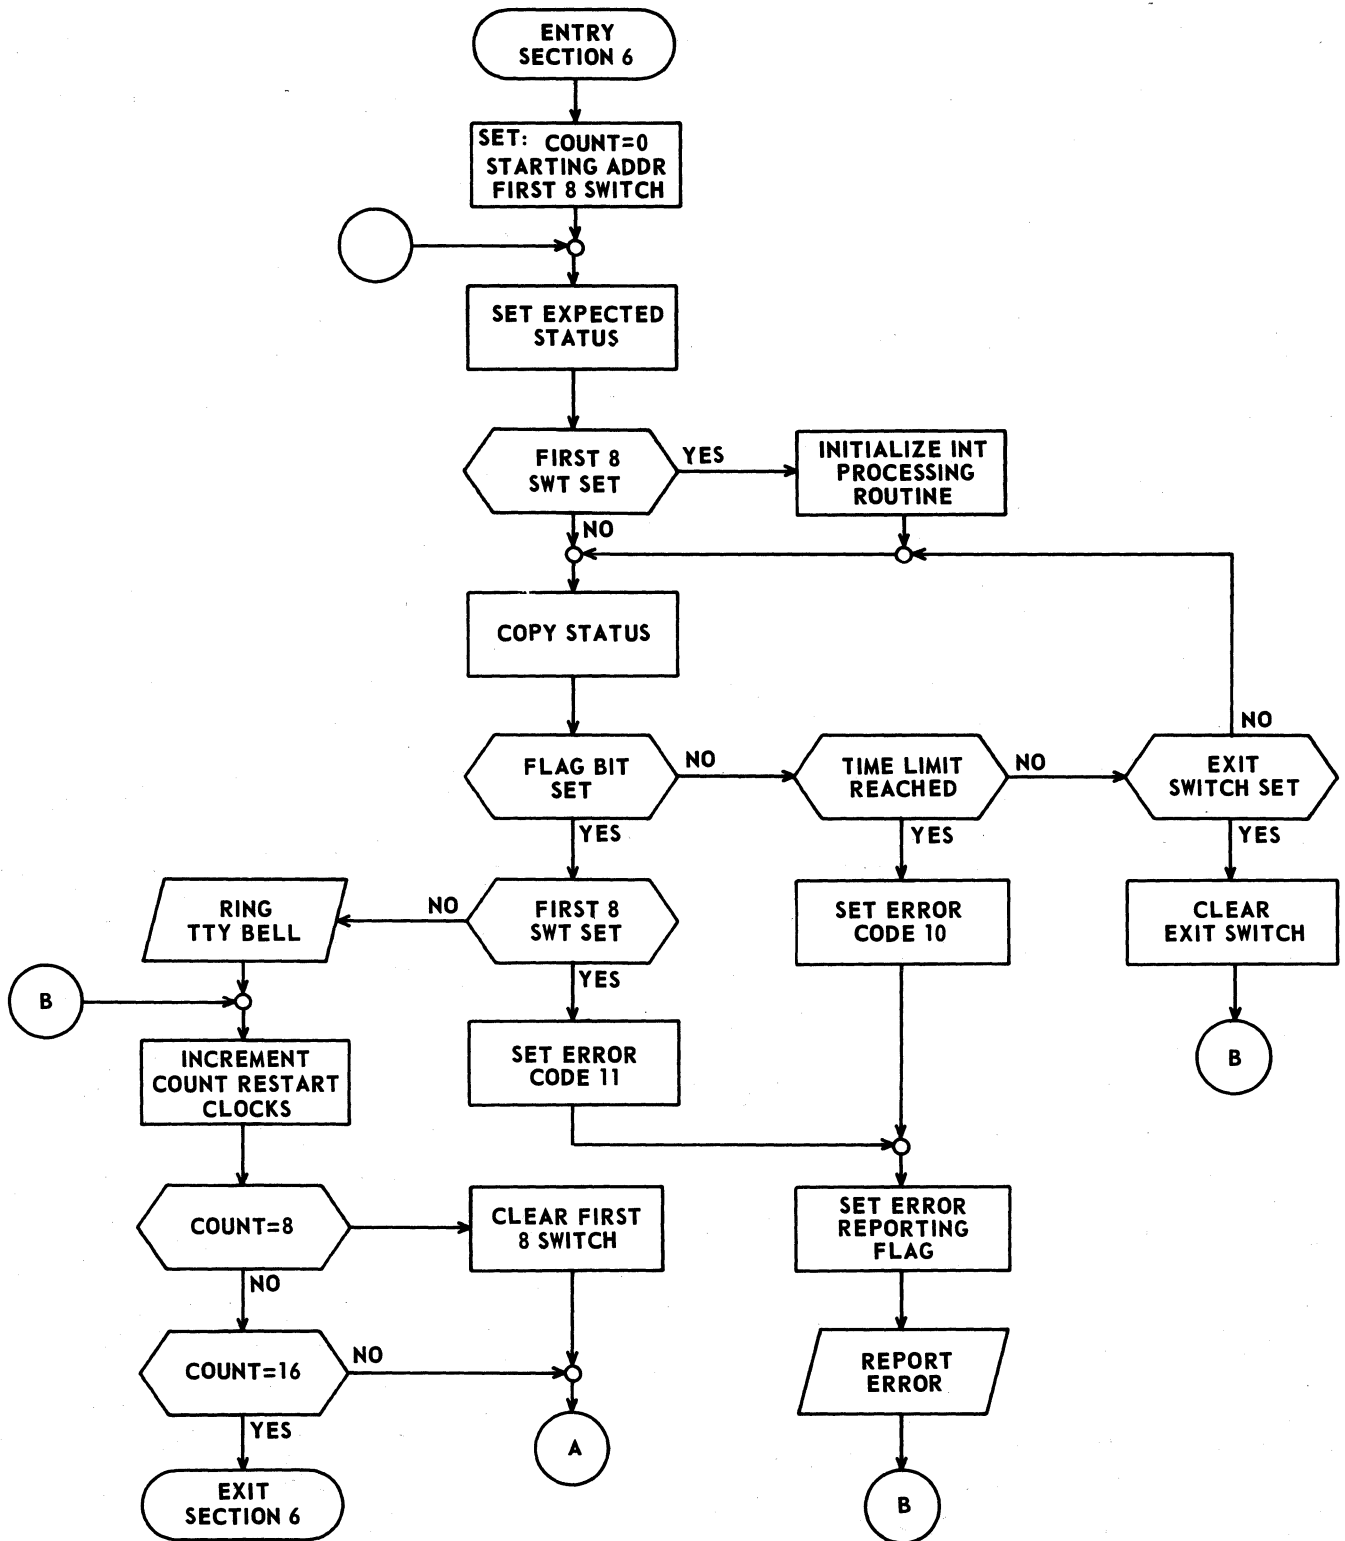 ENTRY
SECTION 6
SET: COUNT=0
STARTING ADDR
FIRST 8 SWITCH
SET EXPECTED
STATUS
FIRST 8
SWT SET
YES
INITIALIZE INT
PROCESSING
ROUTINE
NO
COPY STATUS
NO
FLAG BIT
SET
NO
TIME LIMIT
REACHED
NO
EXIT
SWITCH SET
YES
YES
YES
RING
TTY BELL
NO
FIRST 8
SWT SET
SET ERROR
CODE 10
CLEAR
EXIT SWITCH
YES
B
INCREMENT
COUNT RESTART
CLOCKS
SET ERROR
CODE 11
B
COUNT=8
CLEAR FIRST
8 SWITCH
SET ERROR
REPORTING
FLAG
NO
COUNT=16
NO
REPORT
ERROR
YES
A
EXIT
SECTION 6
B